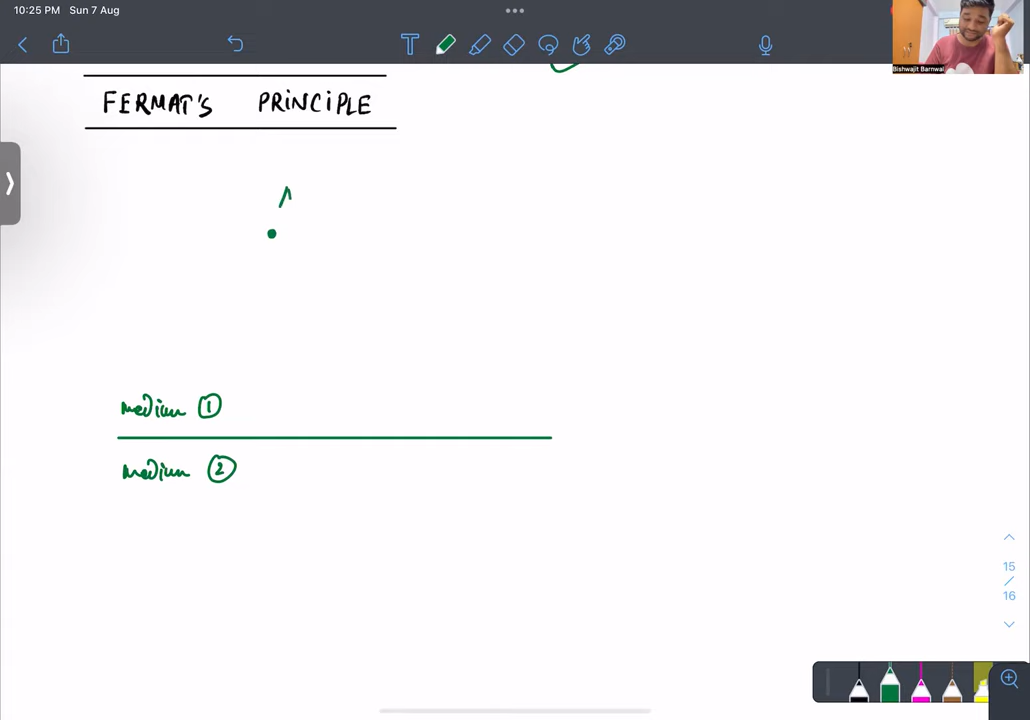 10:25 PM Sun 7 Aug
Bishwajit Barnwal
FERMAT'S PRINCIPLE
medium ①
medium ②
15
/
16